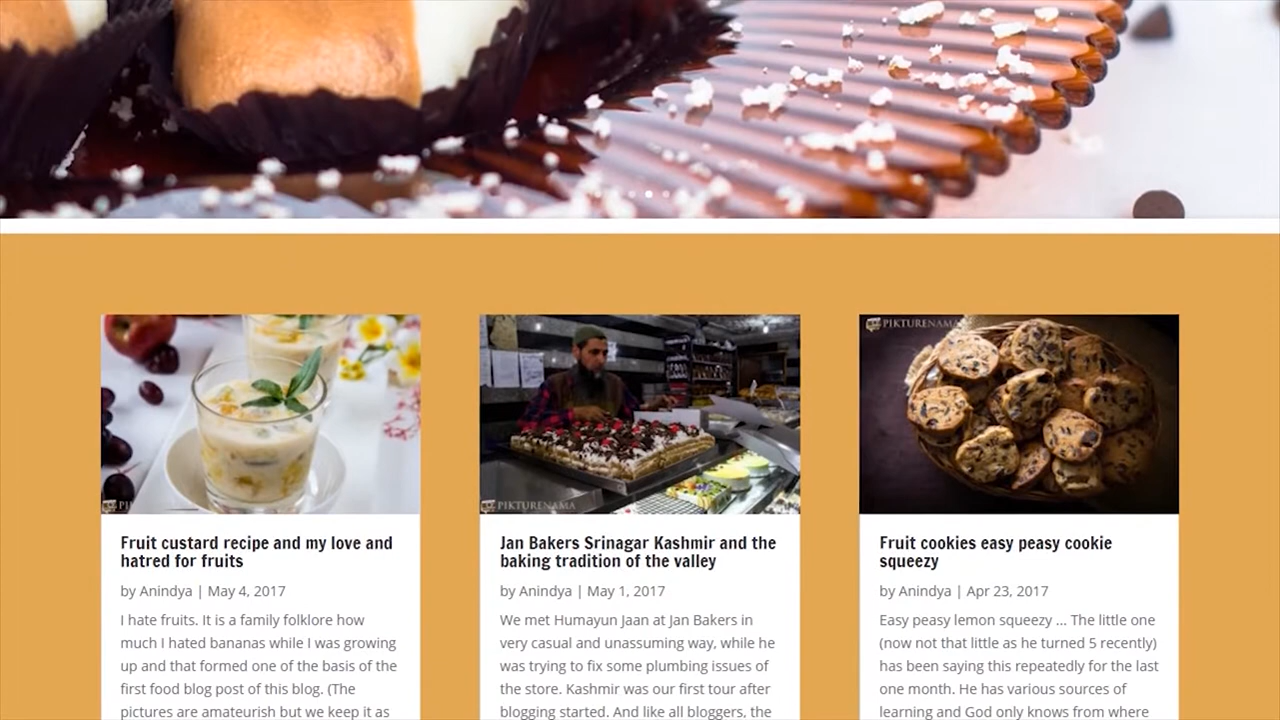 PI
PIKTURENAMA
PIKTURENAMA
Fruit custard recipe and my love and
hatred for fruits
by Anindya | May 4, 2017
I hate fruits. It is a family folklore how
much I hated bananas while I was growing
up and that formed one of the basis of the
first food blog post of this blog. (The
pictures are amateurish but we keep it as
Jan Bakers Srinagar Kashmir and the
baking tradition of the valley
by Anindya | May 1, 2017
We met Humayun Jaan at Jan Bakers in
very casual and unassuming way, while he
was trying to fix some plumbing issues of
the store. Kashmir was our first tour after
blogging started. And like all bloggers, the
Fruit cookies easy peasy cookie
squeezy
by Anindya | Apr 23, 2017
Easy peasy lemon squeezy ... The little one
(now not that little as he turned 5 recently)
has been saying this repeatedly for the last
one month. He has various sources of
learning and God only knows from where